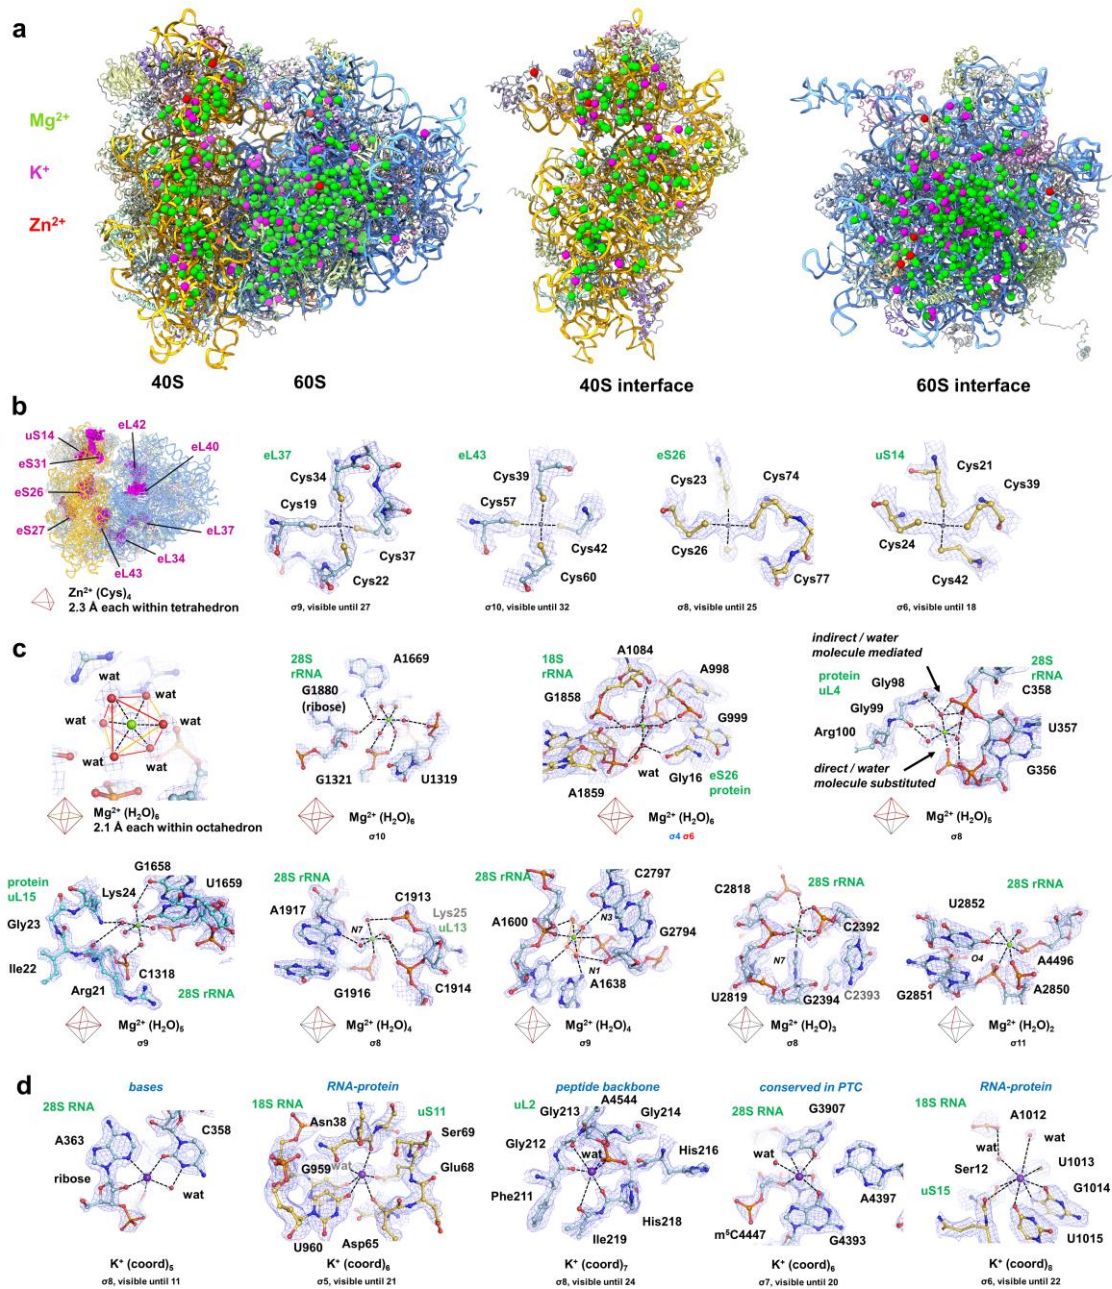 a
Mg²⁺
K⁺
Zn²⁺
40S
60S
40S interface
60S interface
b
uS14
eL42
eS31
eL40
eS26
eS27
eL37
eL34
eL43
Zn²⁺ (Cys)₄
2.3 Å each within tetrahedron
eL37
Cys34
Cys19
Cys37
Cys22
σ9, visible until 27
eL43
Cys39
Cys57
Cys42
Cys60
σ10, visible until 32
eS26
Cys23
Cys74
Cys26
Cys77
σ8, visible until 25
uS14
Cys21
Cys39
Cys24
Cys42
σ6, visible until 18
c
wat
wat
wat
wat
wat
wat
Mg²⁺ (H₂O)₆
2.1 Å each within octahedron
28S
rRNA
A1669
G1880
(ribose)
G1321
U1319
Mg²⁺ (H₂O)₆
σ10
18S
rRNA
A1084
A998
G1858
G999
wat
Gly16
eS26
protein
A1859
Mg²⁺ (H₂O)₆
σ4 σ6
indirect / water
molecule mediated
protein
uL4
Gly98
28S
rRNA
C358
Gly99
U357
Arg100
direct / water
molecule substituted
G356
Mg²⁺ (H₂O)₅
σ8
protein
uL15
G1658
Lys24
U1659
Gly23
Ile22
C1318
Arg21
28S rRNA
Mg²⁺ (H₂O)₅
σ9
28S rRNA
C1913
A1917
Lys25
uL13
N7
G1916
C1914
Mg²⁺ (H₂O)₄
σ8
28S rRNA
C2797
A1600
N3
G2794
N1
A1638
Mg²⁺ (H₂O)₄
σ9
C2818
28S rRNA
C2392
N7
U2819
G2394
C2393
Mg²⁺ (H₂O)₃
σ8
28S rRNA
U2852
O4
A4496
G2851
A2850
Mg²⁺ (H₂O)₂
σ11
d
bases
28S RNA
A363
C358
ribose
wat
K⁺ (coord)₅
σ8, visible until 11
RNA-protein
18S RNA
Asn38
uS11
Ser69
G959
wat
Glu68
U960
Asp65
K⁺ (coord)₆
σ5, visible until 21
peptide backbone
uL2
A4544
Gly213
Gly214
Gly212
His216
Phe211
His218
Ile219
K⁺ (coord)₇
σ8, visible until 24
conserved in PTC
28S RNA
G3907
wat
A4397
m⁵C4447
G4393
K⁺ (coord)₆
σ7, visible until 20
RNA-protein
18S RNA
A1012
wat
wat
Ser12
U1013
uS15
G1014
U1015
K⁺ (coord)₈
σ6, visible until 22